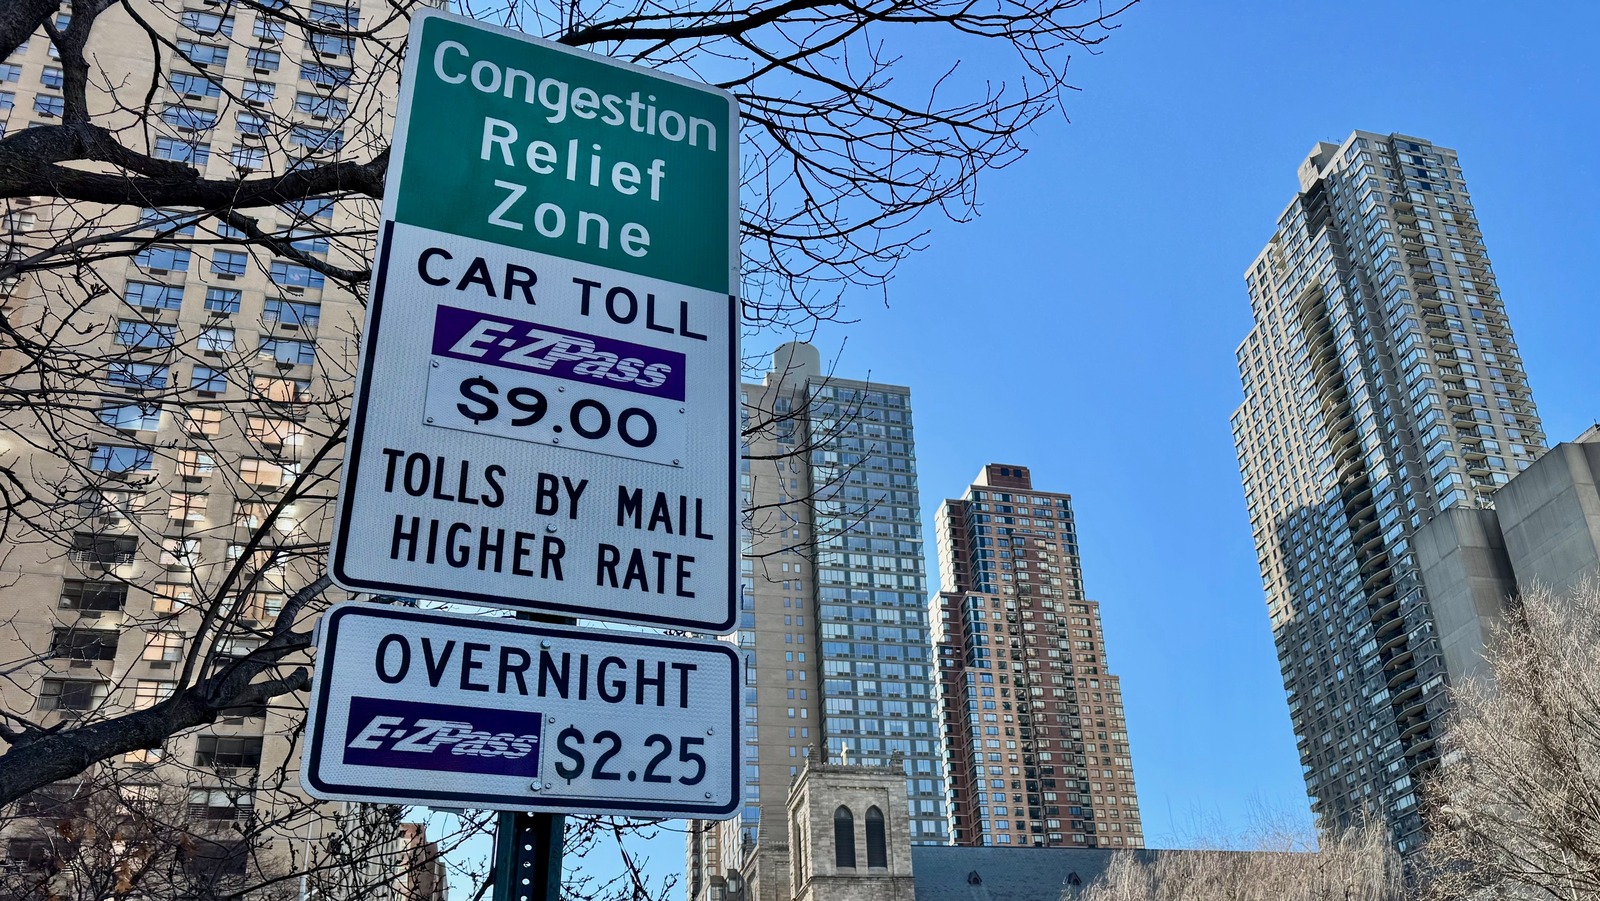 Congestion
Relief
Zone
CAR TOLL
E-ZPass
$9.00
TOLLS BY MAIL
HIGHER RATE
OVERNIGHT
E-ZPass $2.25